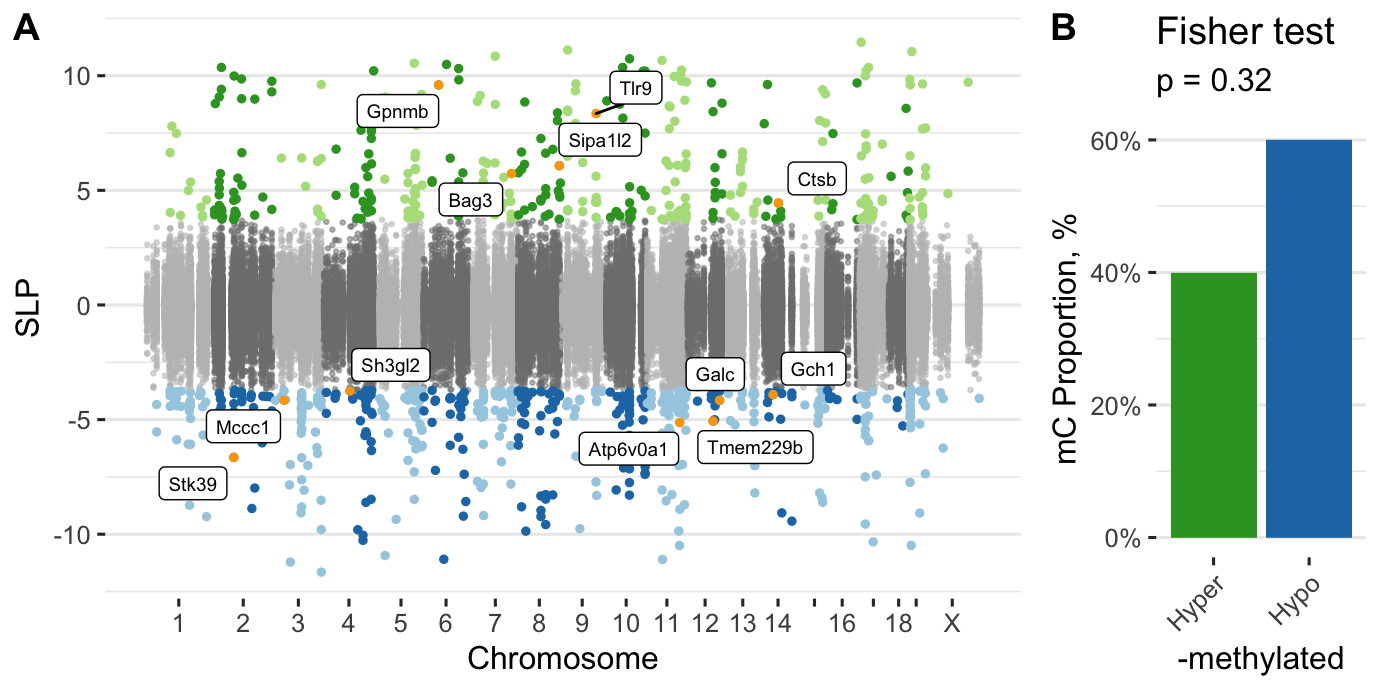 A
SLP
10
5
0
-5
-10
Gpnmb
Tlr9
Sipa1l2
Bag3
Ctsb
Sh3gl2
Galc
Gch1
Mccc1
Atp6v0a1
Tmem229b
Stk39
1 2 3 4 5 6 7 8 9 10 11 12 13 14 16 18 X
Chromosome
B
Fisher test
p = 0.32
mC Proportion, %
60%
40%
20%
0%
Hyper
Hypo
-methylated